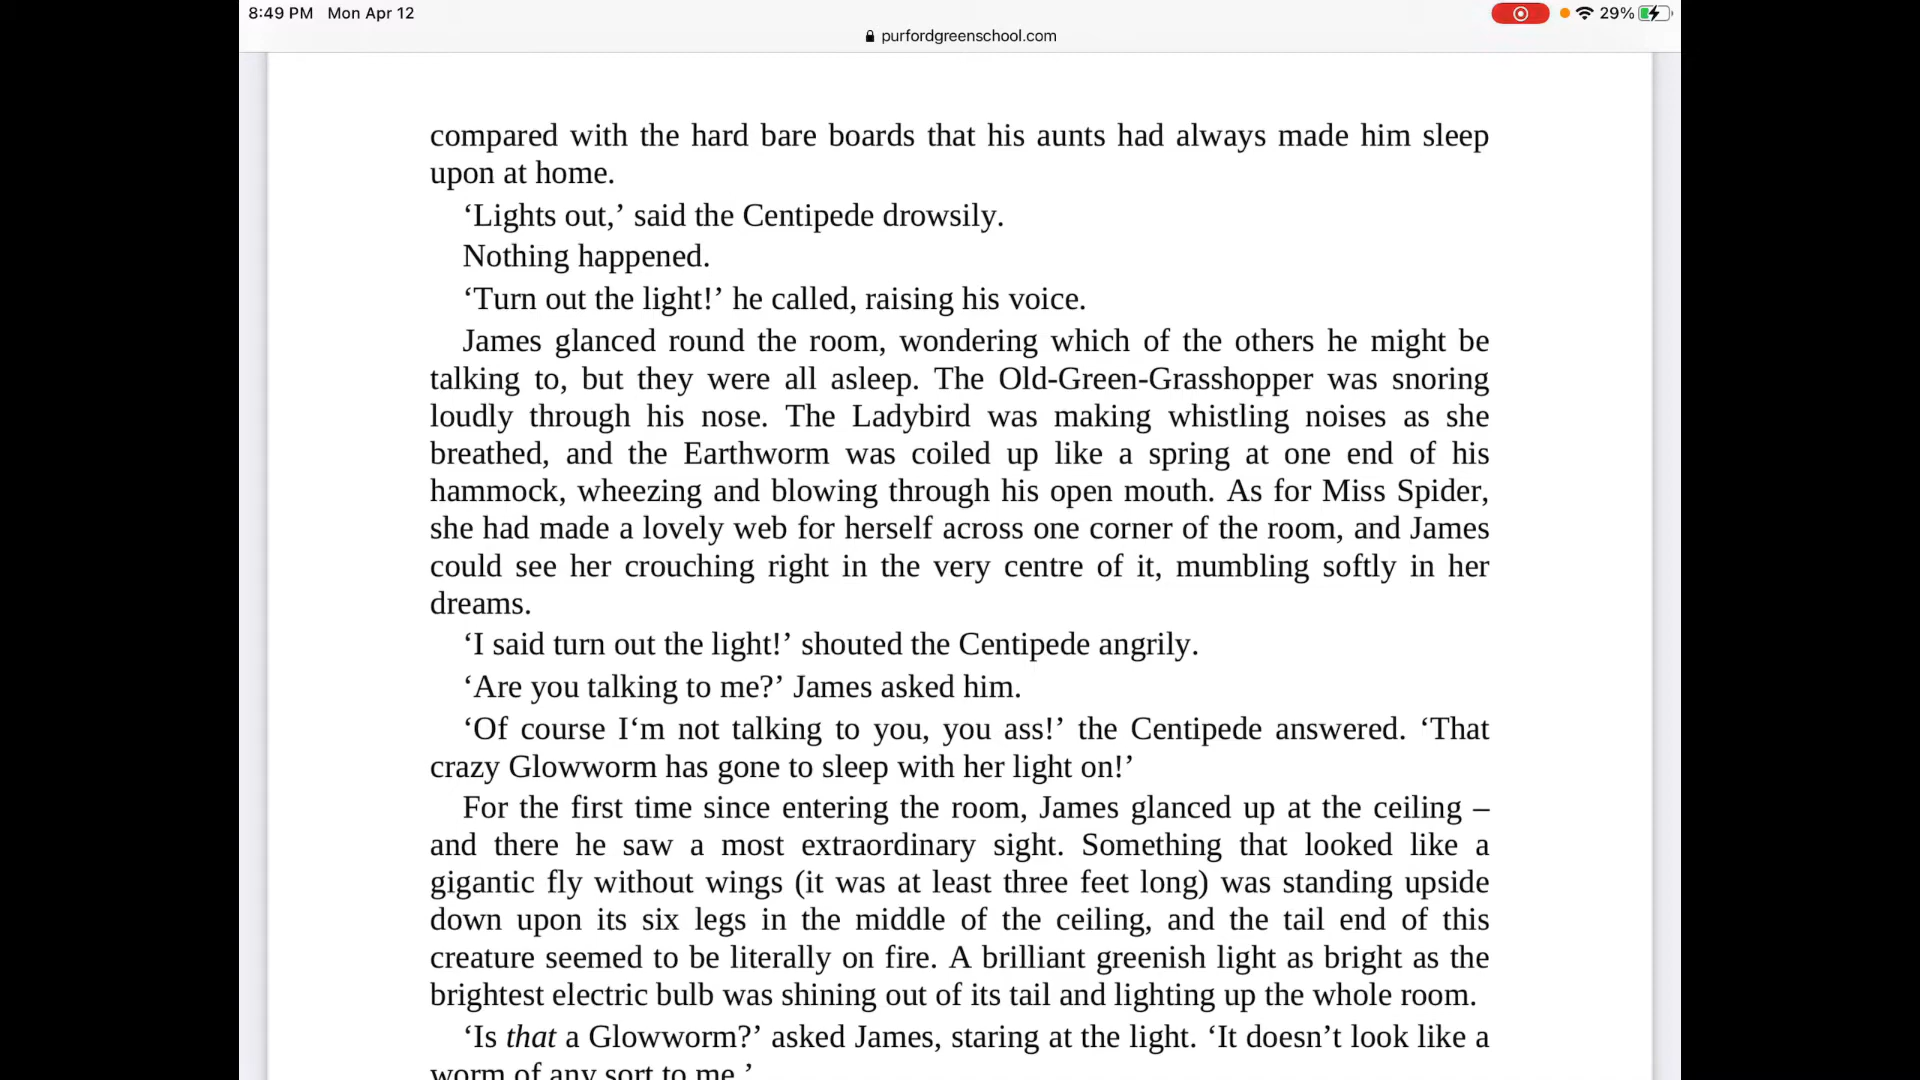 8:49 PM Mon Apr 12
29%
purfordgreenschool.com
compared with the hard bare boards that his aunts had always made him sleep
upon at home.
‘Lights out,’ said the Centipede drowsily.
Nothing happened.
‘Turn out the light!’ he called, raising his voice.
James glanced round the room, wondering which of the others he might be
talking to, but they were all asleep. The Old-Green-Grasshopper was snoring
loudly through his nose. The Ladybird was making whistling noises as she
breathed, and the Earthworm was coiled up like a spring at one end of his
hammock, wheezing and blowing through his open mouth. As for Miss Spider,
she had made a lovely web for herself across one corner of the room, and James
could see her crouching right in the very centre of it, mumbling softly in her
dreams.
‘I said turn out the light!’ shouted the Centipede angrily.
‘Are you talking to me?’ James asked him.
‘Of course I‘m not talking to you, you ass!’ the Centipede answered. ‘That
crazy Glowworm has gone to sleep with her light on!’
For the first time since entering the room, James glanced up at the ceiling –
and there he saw a most extraordinary sight. Something that looked like a
gigantic fly without wings (it was at least three feet long) was standing upside
down upon its six legs in the middle of the ceiling, and the tail end of this
creature seemed to be literally on fire. A brilliant greenish light as bright as the
brightest electric bulb was shining out of its tail and lighting up the whole room.
‘Is that a Glowworm?’ asked James, staring at the light. ‘It doesn’t look like a
worm of any sort to me.’